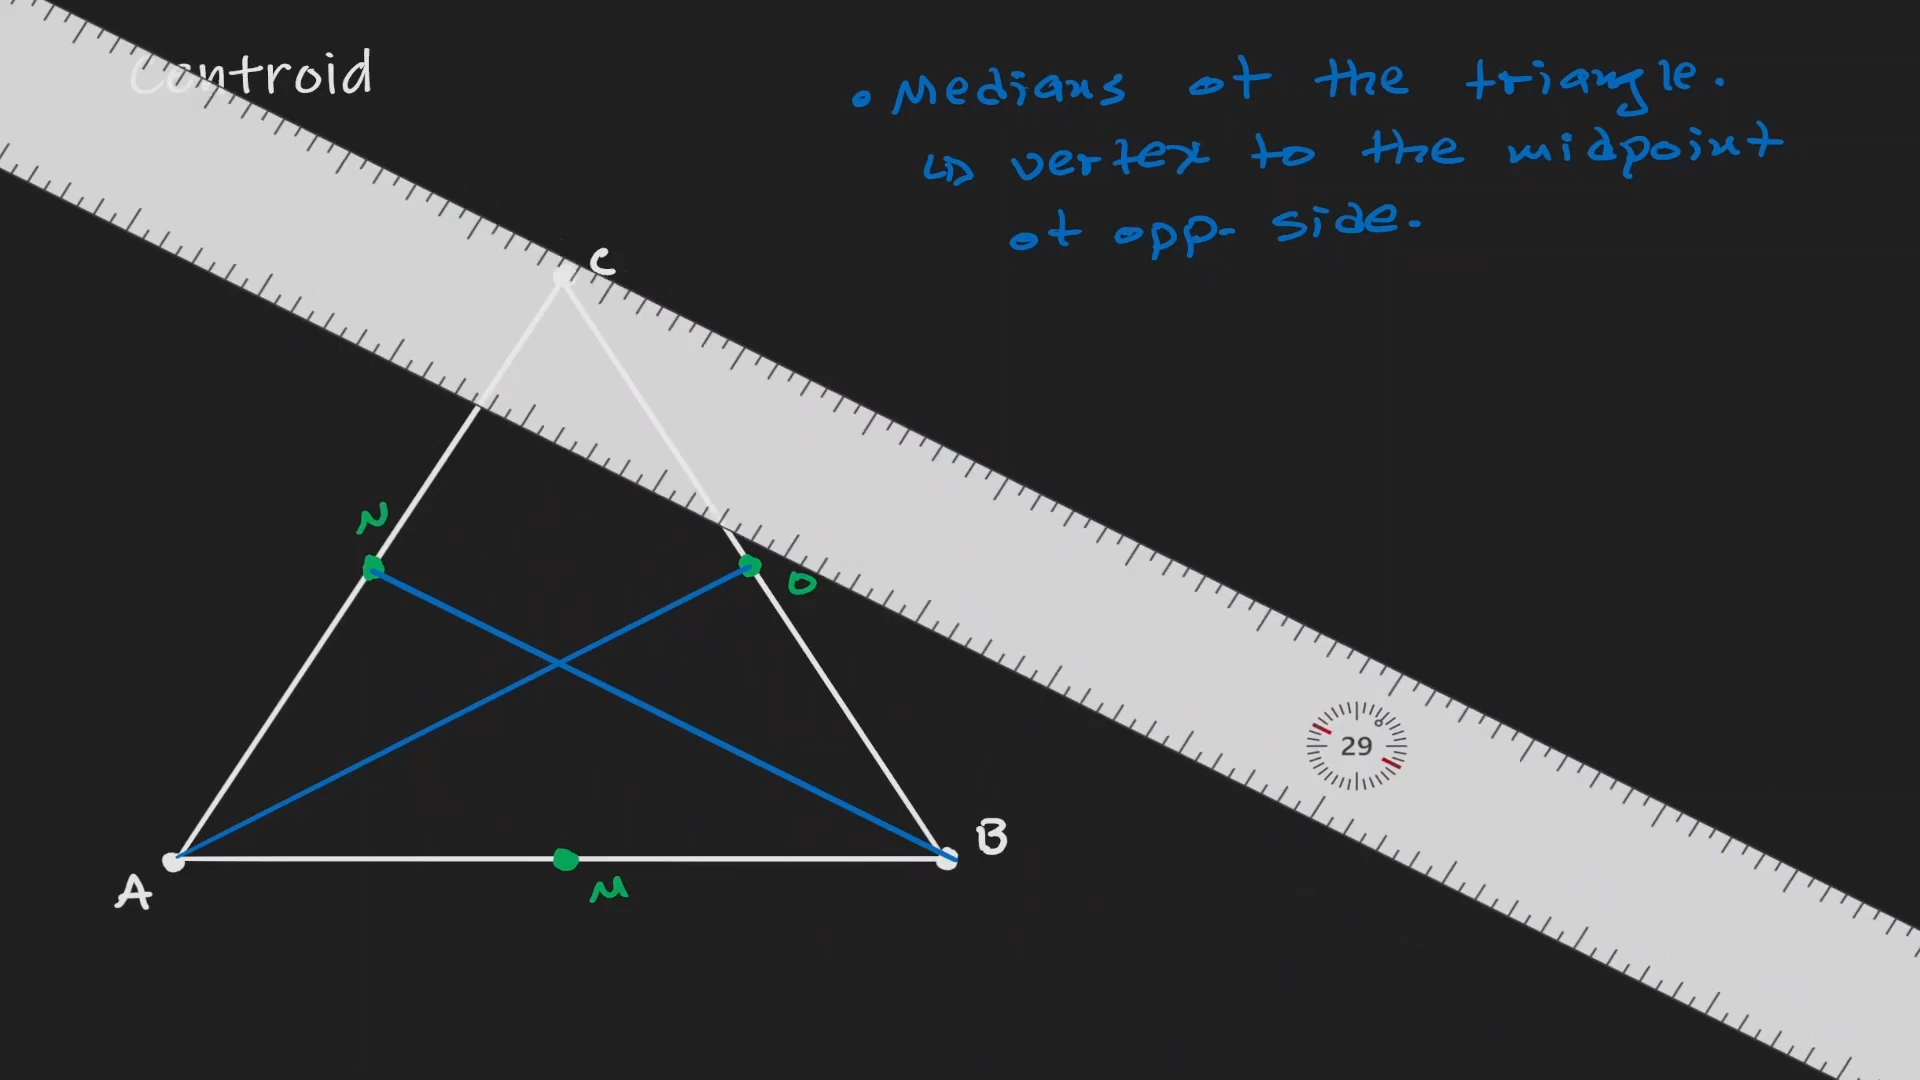 Centroid
• Medians of the triangle.
↳ vertex to the midpoint
of opp. side.
C
N
D
29
B
A
M